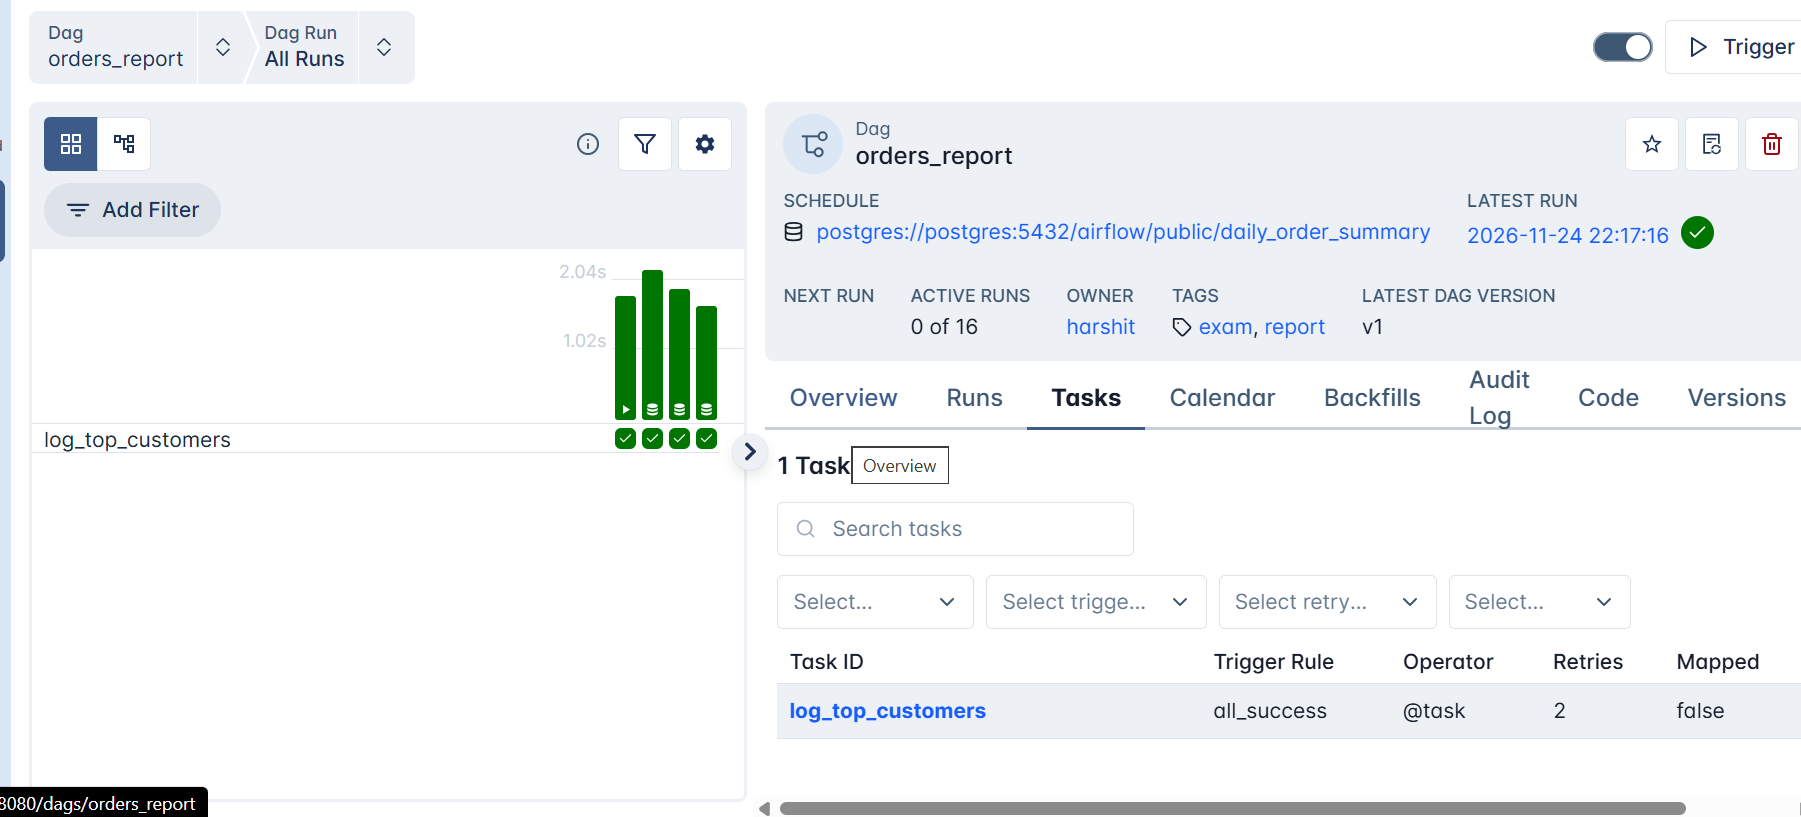 Dag
orders_report
Dag Run
All Runs
Trigger
Add Filter
2.04s
1.02s
log_top_customers
Dag
orders_report
SCHEDULE
postgres://postgres:5432/airflow/public/daily_order_summary
LATEST RUN
2026-11-24 22:17:16
NEXT RUN
ACTIVE RUNS
0 of 16
OWNER
harshit
TAGS
exam, report
LATEST DAG VERSION
v1
Overview
Runs
Tasks
Calendar
Backfills
Audit
Log
Code
Versions
1 Task
Overview
Search tasks
Select...
Select trigge...
Select retry...
Select...
Task ID Trigger Rule Operator Retries Mapped
log_top_customers all_success @task 2 false
8080/dags/orders_report